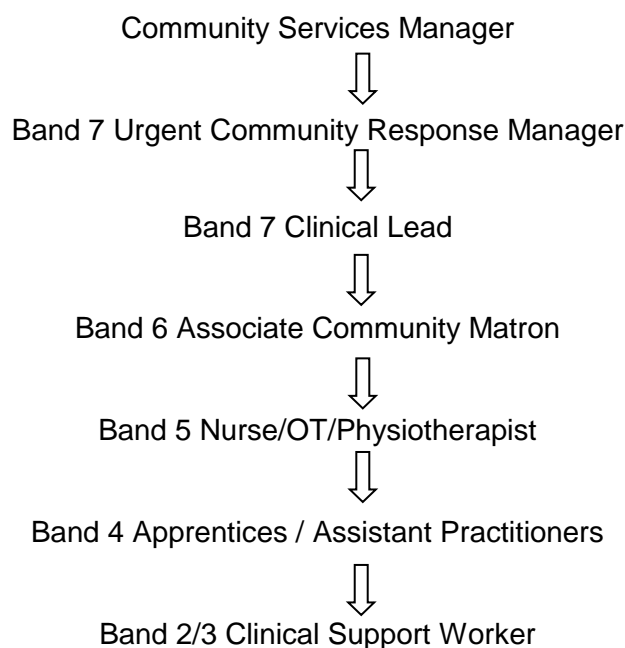 Community Services Manager
Band 7 Urgent Community Response Manager
Band 7 Clinical Lead
Band 6 Associate Community Matron
Band 5 Nurse/OT/Physiotherapist
Band 4 Apprentices / Assistant Practitioners
Band 2/3 Clinical Support Worker